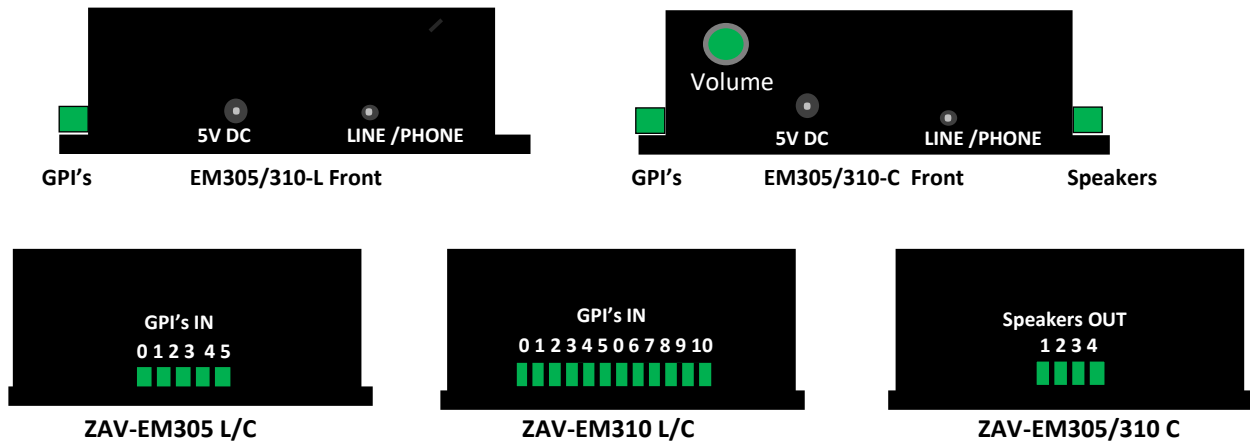 Volume
5V DC
LINE /PHONE
5V DC
LINE /PHONE
GPI's
EM305/310-L Front
GPI's
EM305/310-C Front
Speakers
GPI's IN
0 1 2 3 4 5
GPI's IN
0 1 2 3 4 5 0 6 7 8 9 10
Speakers OUT
1 2 3 4
ZAV-EM305 L/C
ZAV-EM310 L/C
ZAV-EM305/310 C